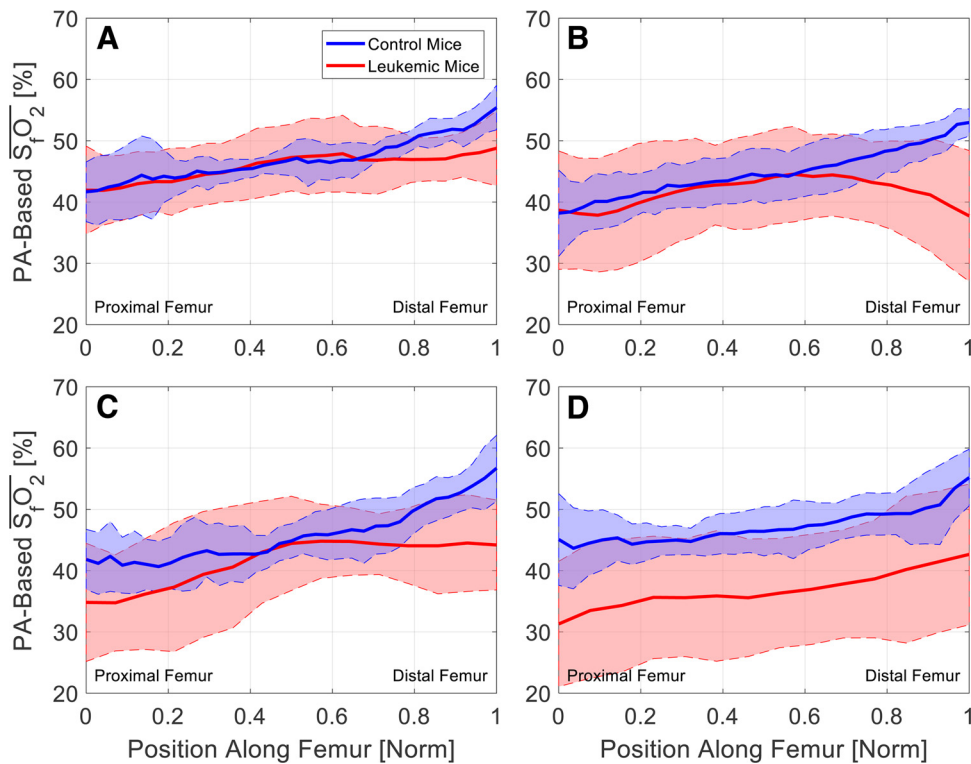 A
Control Mice
Leukemic Mice
PA-Based SfO2 [%]
70
60
50
40
30
20
Proximal Femur
Distal Femur
0
0.2
0.4
0.6
0.8
1
B
70
60
50
40
30
20
Proximal Femur
Distal Femur
0
0.2
0.4
0.6
0.8
1
C
PA-Based SfO2 [%]
70
60
50
40
30
20
Proximal Femur
Distal Femur
0
0.2
0.4
0.6
0.8
1
Position Along Femur [Norm]
D
70
60
50
40
30
20
Proximal Femur
Distal Femur
0
0.2
0.4
0.6
0.8
1
Position Along Femur [Norm]